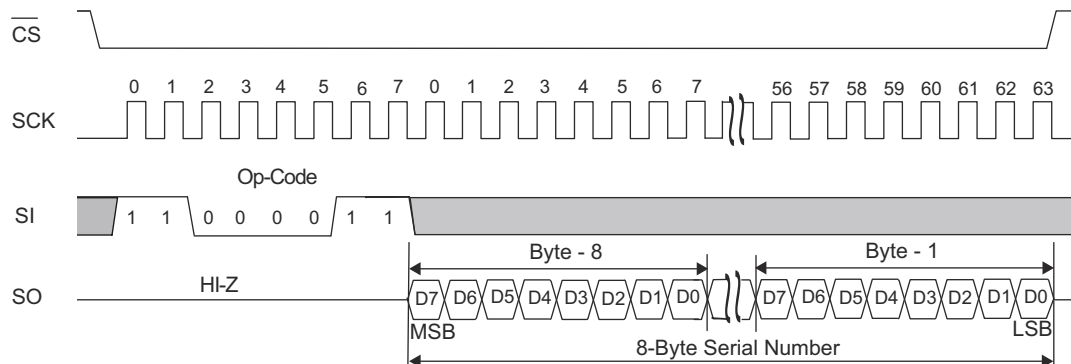 CS
0 1 2 3 4 5 6 7 0 1 2 3 4 5 6 7 56 57 58 59 60 61 62 63
SCK
Op-Code
SI 1 1 0 0 0 0 1 1
Byte - 8 Byte - 1
HI-Z
SO D7 D6 D5 D4 D3 D2 D1 D0 D7 D6 D5 D4 D3 D2 D1 D0
MSB LSB
8-Byte Serial Number